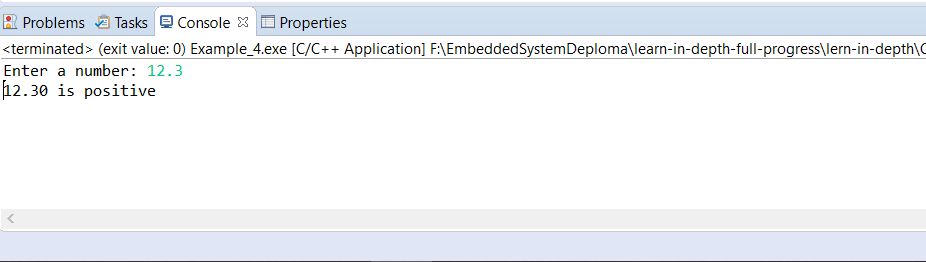 Problems Tasks Console Properties
<terminated> (exit value: 0) Example_4.exe [C/C++ Application] F:\EmbeddedSystemDeploma\learn-in-depth-full-progress\lern-in-depth\C
Enter a number: 12.3
12.30 is positive